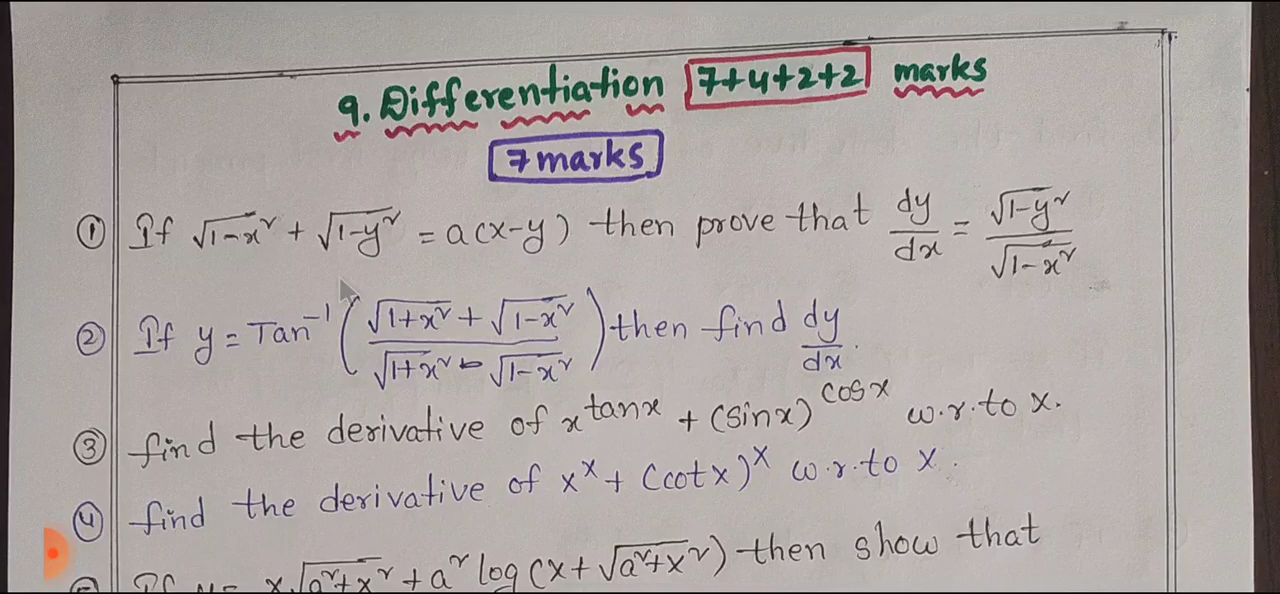 9. Differentiation 7+4+2+2 marks
7 marks
① If √1-x² + √1-y² = a(x-y) then prove that dy/dx = √1-y²/√1-x²
② If y = Tan⁻¹ (√1+x² + √1-x² / √1+x² - √1-x²) then find dy/dx.
③ find the derivative of x^tanx + (sinx)^cosx w.r.to x.
④ find the derivative of x^x + (cotx)^x w.r.to x.
If y = x√a²+x² + a² log (x+√a²+x²) then show that